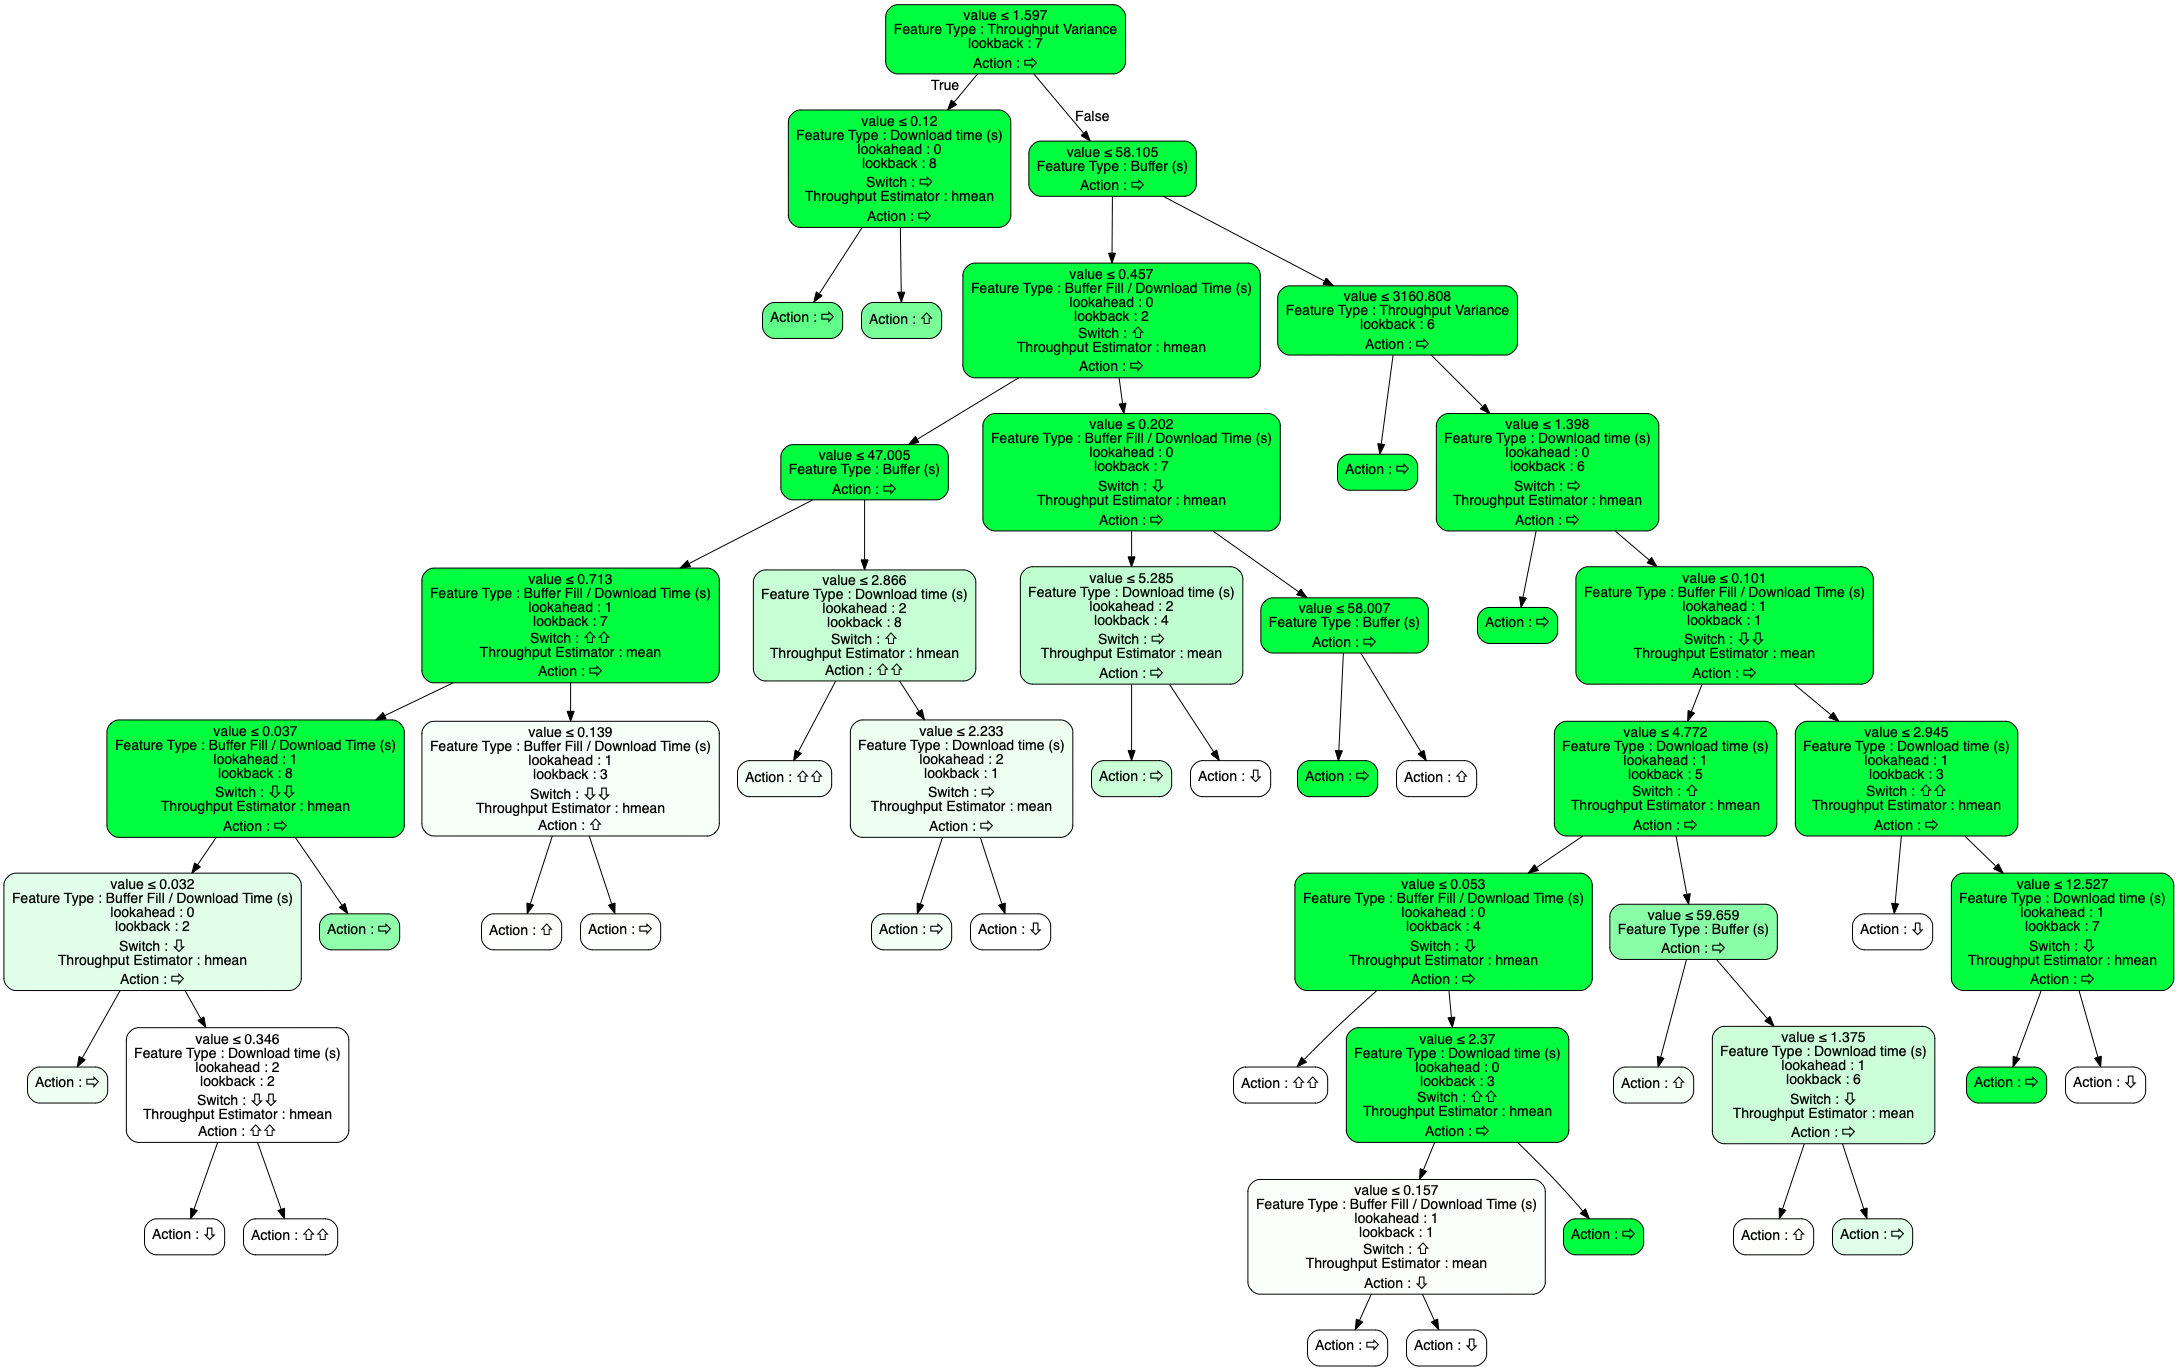 value ≤ 1.597
Feature Type : Throughput Variance
lookback : 7
Action : ⇨
True
False
value ≤ 0.12
Feature Type : Download time (s)
lookahead : 0
lookback : 8
Switch : ⇨
Throughput Estimator : hmean
Action : ⇨
value ≤ 58.105
Feature Type : Buffer (s)
Action : ⇨
Action : ⇨
Action : ⇧
value ≤ 0.457
Feature Type : Buffer Fill / Download Time (s)
lookahead : 0
lookback : 2
Switch : ⇧
Throughput Estimator : hmean
Action : ⇨
value ≤ 3160.808
Feature Type : Throughput Variance
lookback : 6
Action : ⇨
value ≤ 47.005
Feature Type : Buffer (s)
Action : ⇨
value ≤ 0.202
Feature Type : Buffer Fill / Download Time (s)
lookahead : 0
lookback : 7
Switch : ⇩
Throughput Estimator : hmean
Action : ⇨
Action : ⇨
value ≤ 1.398
Feature Type : Download time (s)
lookahead : 0
lookback : 6
Switch : ⇨
Throughput Estimator : hmean
Action : ⇨
value ≤ 0.713
Feature Type : Buffer Fill / Download Time (s)
lookahead : 1
lookback : 7
Switch : ⇧⇧
Throughput Estimator : mean
Action : ⇨
value ≤ 2.866
Feature Type : Download time (s)
lookahead : 2
lookback : 8
Switch : ⇧
Throughput Estimator : hmean
Action : ⇧⇧
value ≤ 5.285
Feature Type : Download time (s)
lookahead : 2
lookback : 4
Switch : ⇨
Throughput Estimator : mean
Action : ⇨
value ≤ 58.007
Feature Type : Buffer (s)
Action : ⇨
Action : ⇨
value ≤ 0.101
Feature Type : Buffer Fill / Download Time (s)
lookahead : 1
lookback : 1
Switch : ⇩⇩
Throughput Estimator : mean
Action : ⇨
value ≤ 0.037
Feature Type : Buffer Fill / Download Time (s)
lookahead : 1
lookback : 8
Switch : ⇩⇩
Throughput Estimator : hmean
Action : ⇨
value ≤ 0.139
Feature Type : Buffer Fill / Download Time (s)
lookahead : 1
lookback : 3
Switch : ⇩⇩
Throughput Estimator : hmean
Action : ⇧
Action : ⇧⇧
value ≤ 2.233
Feature Type : Download time (s)
lookahead : 2
lookback : 1
Switch : ⇨
Throughput Estimator : mean
Action : ⇨
Action : ⇨
Action : ⇩
Action : ⇨
Action : ⇧
value ≤ 4.772
Feature Type : Download time (s)
lookahead : 1
lookback : 5
Switch : ⇧
Throughput Estimator : hmean
Action : ⇨
value ≤ 2.945
Feature Type : Download time (s)
lookahead : 1
lookback : 3
Switch : ⇧⇧
Throughput Estimator : hmean
Action : ⇨
value ≤ 0.032
Feature Type : Buffer Fill / Download Time (s)
lookahead : 0
lookback : 2
Switch : ⇩
Throughput Estimator : hmean
Action : ⇨
Action : ⇨
Action : ⇧
Action : ⇨
Action : ⇨
Action : ⇩
value ≤ 0.053
Feature Type : Buffer Fill / Download Time (s)
lookahead : 0
lookback : 4
Switch : ⇩
Throughput Estimator : hmean
Action : ⇨
value ≤ 59.659
Feature Type : Buffer (s)
Action : ⇨
Action : ⇩
value ≤ 12.527
Feature Type : Download time (s)
lookahead : 1
lookback : 7
Switch : ⇩
Throughput Estimator : hmean
Action : ⇨
Action : ⇨
value ≤ 0.346
Feature Type : Download time (s)
lookahead : 2
lookback : 2
Switch : ⇩⇩
Throughput Estimator : hmean
Action : ⇧⇧
Action : ⇧⇧
value ≤ 2.37
Feature Type : Download time (s)
lookahead : 0
lookback : 3
Switch : ⇧⇧
Throughput Estimator : hmean
Action : ⇨
Action : ⇧
value ≤ 1.375
Feature Type : Download time (s)
lookahead : 1
lookback : 6
Switch : ⇩
Throughput Estimator : mean
Action : ⇨
Action : ⇨
Action : ⇩
Action : ⇩
Action : ⇧⇧
value ≤ 0.157
Feature Type : Buffer Fill / Download Time (s)
lookahead : 1
lookback : 1
Switch : ⇧
Throughput Estimator : mean
Action : ⇩
Action : ⇨
Action : ⇧
Action : ⇨
Action : ⇨
Action : ⇩